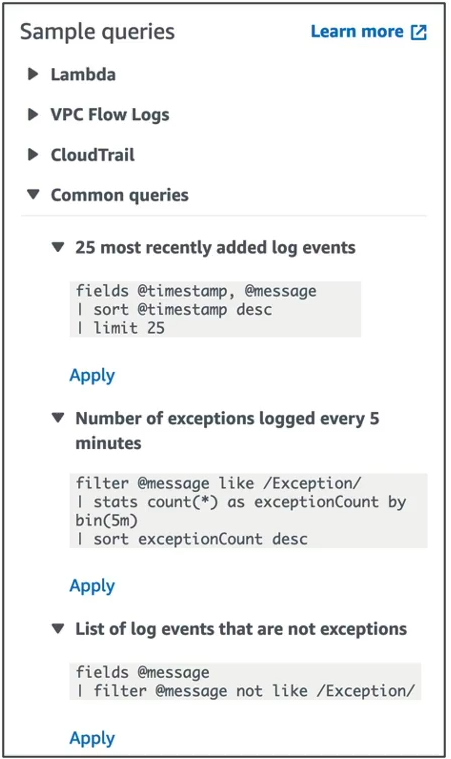 Sample queries Learn more
Lambda
VPC Flow Logs
CloudTrail
Common queries
25 most recently added log events
fields @timestamp, @message
| sort @timestamp desc
| limit 25
Apply
Number of exceptions logged every 5
minutes
filter @message like /Exception/
| stats count(*) as exceptionCount by
bin(5m)
| sort exceptionCount desc
Apply
List of log events that are not exceptions
fields @message
| filter @message not like /Exception/
Apply